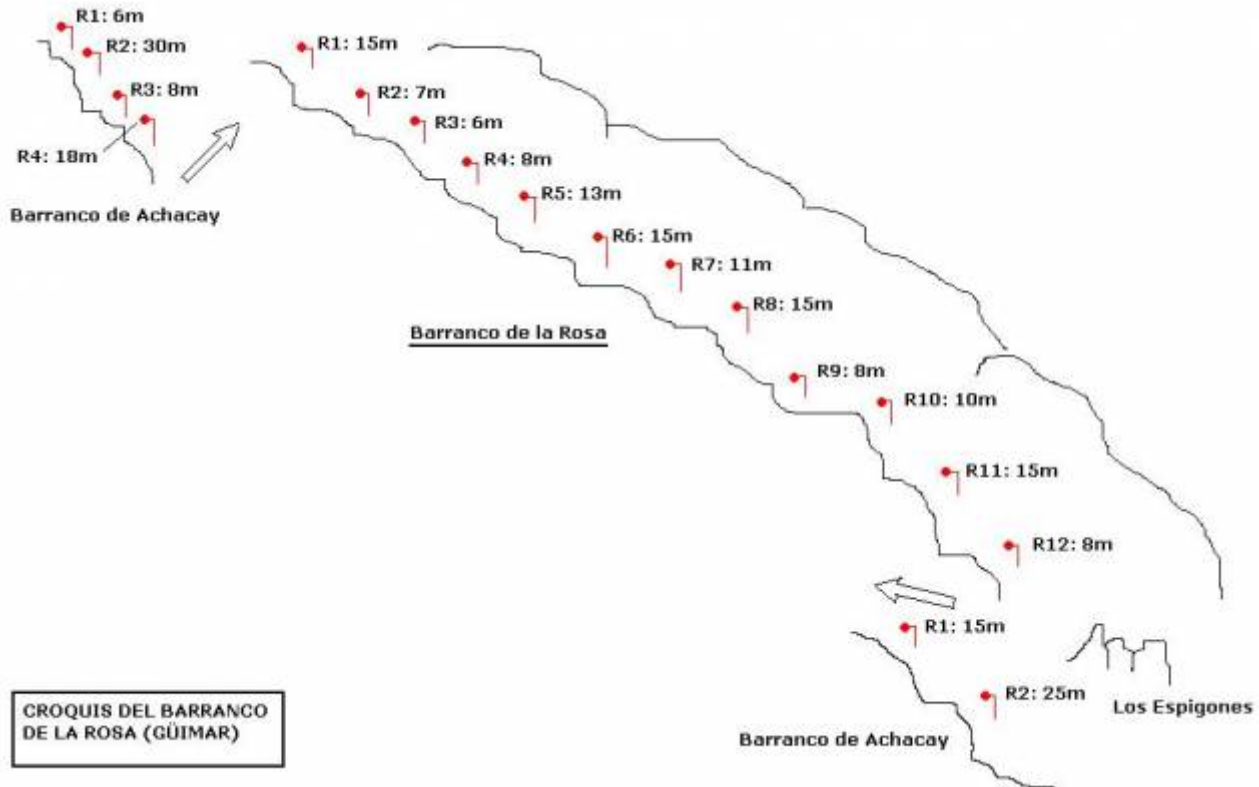 R1: 6m
R2: 30m
R3: 8m
R4: 18m
Barranco de Achacay
R1: 15m
R2: 7m
R3: 6m
R4: 8m
R5: 13m
R6: 15m
R7: 11m
R8: 15m
Barranco de la Rosa
R9: 8m
R10: 10m
R11: 15m
R12: 8m
R1: 15m
R2: 25m
Los Espigones
Barranco de Achacay
CROQUIS DEL BARRANCO
DE LA ROSA (GÜIMAR)